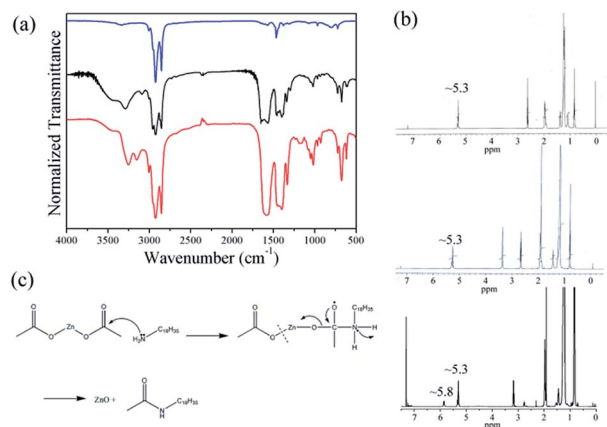 (a)
Normalized Transmittance
4000 3500 3000 2500 2000 1500 1000 500
Wavenumber (cm⁻¹)
(b)
~5.3
7 6 5 4 3 2 1 0
ppm
~5.3
7 6 5 4 3 2 1 0
ppm
~5.8
~5.3
7 6 5 4 3 2 1 0
ppm
(c)
O O
O Zn O H₂N C₁₈H₃₅
O Zn O C N H
O C₁₈H₃₅
H
ZnO +
O
N C₁₈H₃₅
H